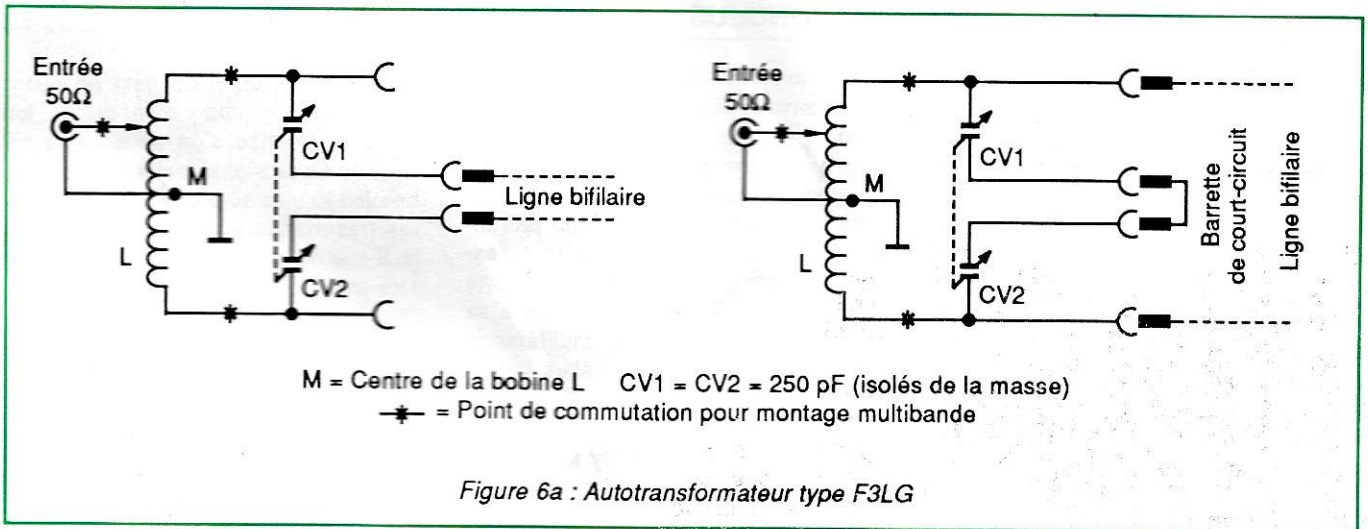 Entrée
50Ω
M
L
CV1
CV2
Ligne bifilaire
Entrée
50Ω
M
L
CV1
CV2
Barrette
de court-circuit
Ligne bifilaire
M = Centre de la bobine L CV1 = CV2 = 250 pF (isolés de la masse)
= Point de commutation pour montage multibande
Figure 6a : Autotransformateur type F3LG